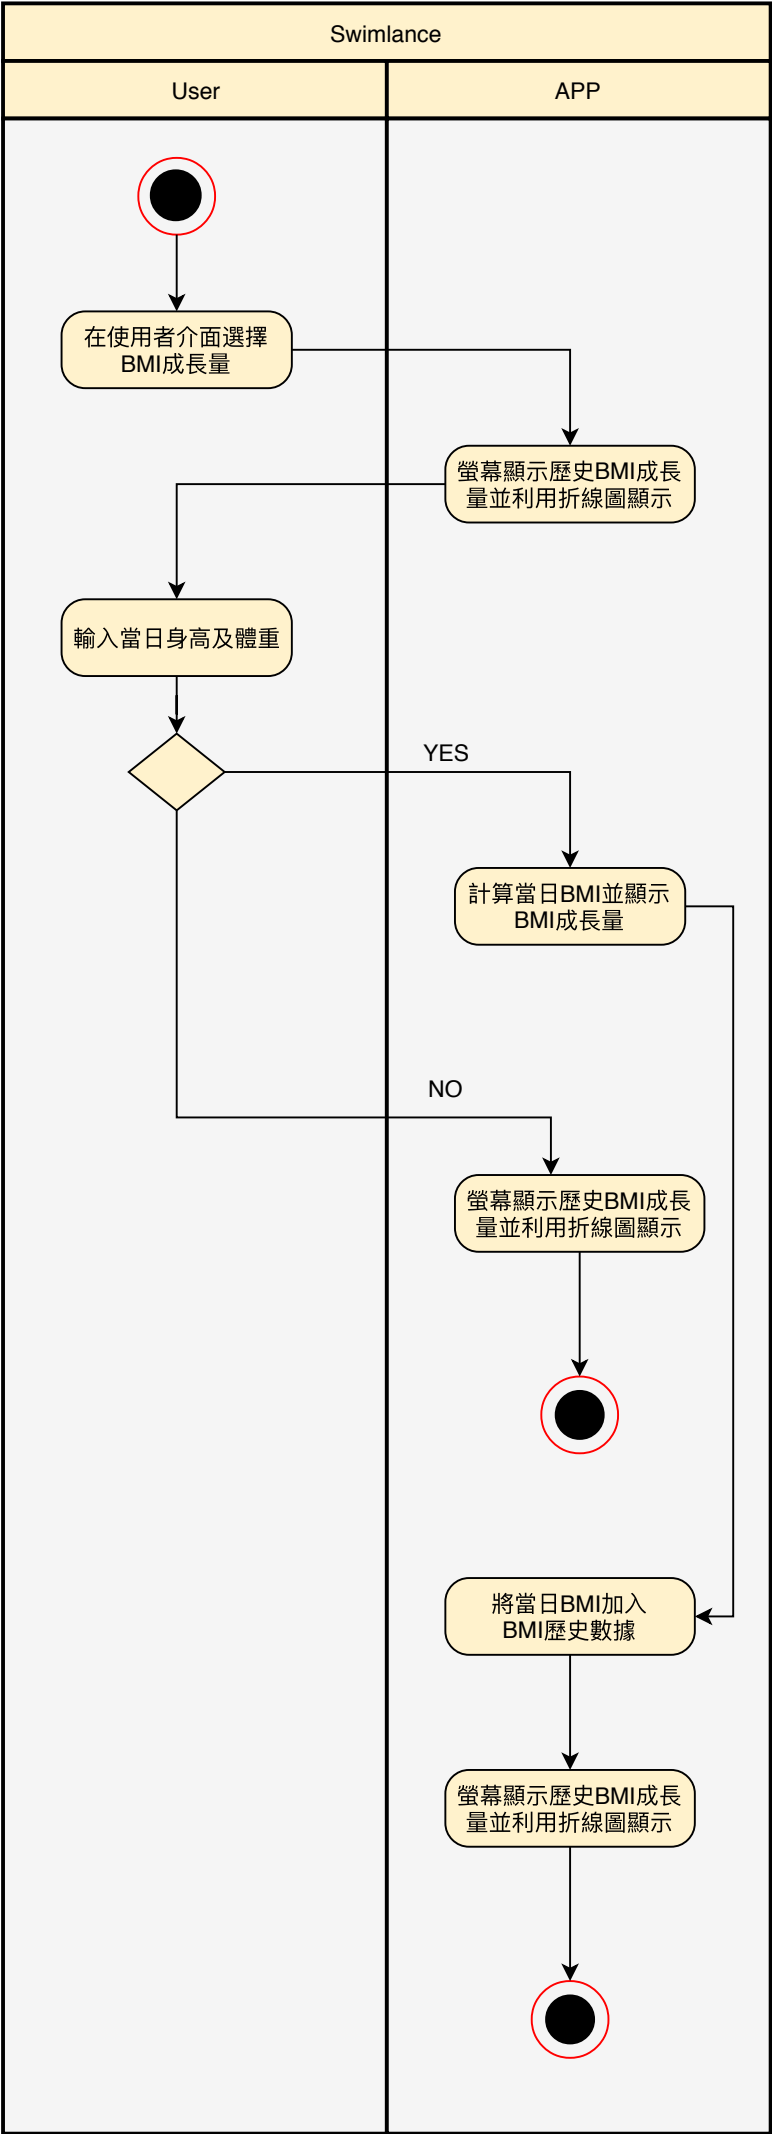 Swimlance
User
APP
在使用者介面選擇
BMI成長量
螢幕顯示歷史BMI成長
量並利用折線圖顯示
輸入當日身高及體重
YES
計算當日BMI並顯示
BMI成長量
NO
螢幕顯示歷史BMI成長
量並利用折線圖顯示
將當日BMI加入
BMI歷史數據
螢幕顯示歷史BMI成長
量並利用折線圖顯示